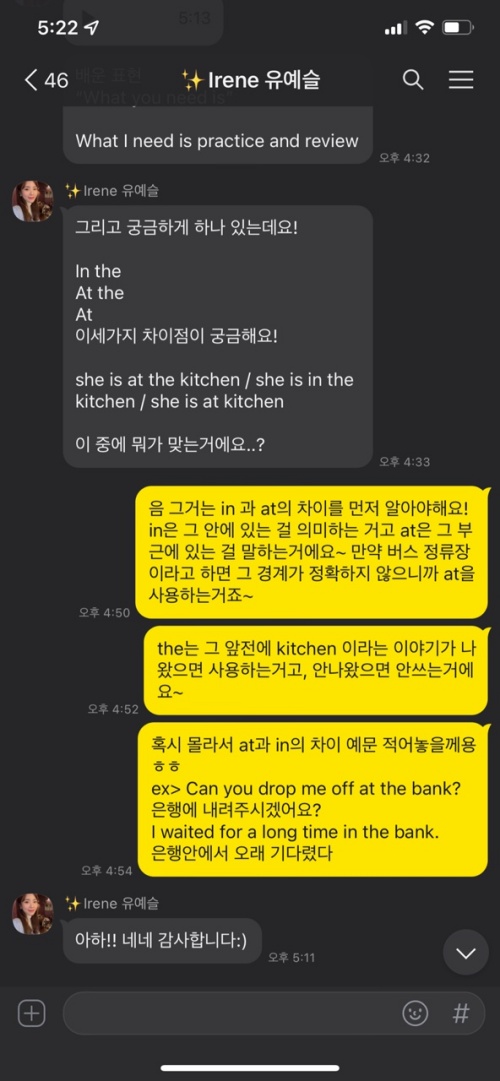 5:22
5:13
46
✨Irene 유예슬
배운 표현
"What you need is"
What I need is practice and review
오후 4:32
✨Irene 유예슬
그리고 궁금하게 하나 있는데요!
In the
At the
At
이세가지 차이점이 궁금해요!
she is at the kitchen / she is in the
kitchen / she is at kitchen
이 중에 뭐가 맞는거에요..?
오후 4:33
음 그거는 in 과 at의 차이를 먼저 알아야해요!
in은 그 안에 있는 걸 의미하는 거고 at은 그 부
근에 있는 걸 말하는거에요~ 만약 버스 정류장
이라고 하면 그 경계가 정확하지 않으니까 at을
사용하는거죠~
오후 4:50
the는 그 앞전에 kitchen 이라는 이야기가 나
왔으면 사용하는거고, 안나왔으면 안쓰는거에
요~
오후 4:52
혹시 몰라서 at과 in의 차이 예문 적어놓을께용
ㅎㅎ
ex> Can you drop me off at the bank?
은행에 내려주시겠어요?
I waited for a long time in the bank.
은행안에서 오래 기다렸다
오후 4:54
✨Irene 유예슬
아하!! 네네 감사합니다:)
오후 5:11
#